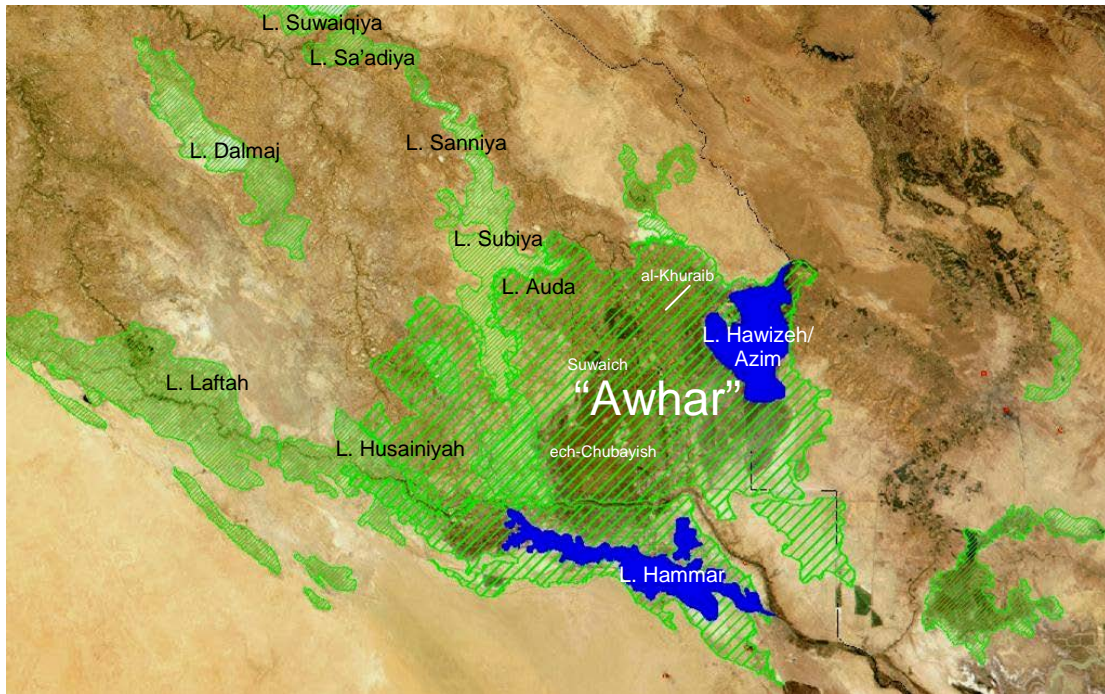 L. Suwaiqiya
L. Sa’adiya
L. Sanniya
L. Dalmaj
L. Subiya
al-Khuraib
L. Auda
L. Hawizeh/
Azim
Suwaich
“Awhar”
L. Laftah
L. Husainiyah
ech-Chubayish
L. Hammar